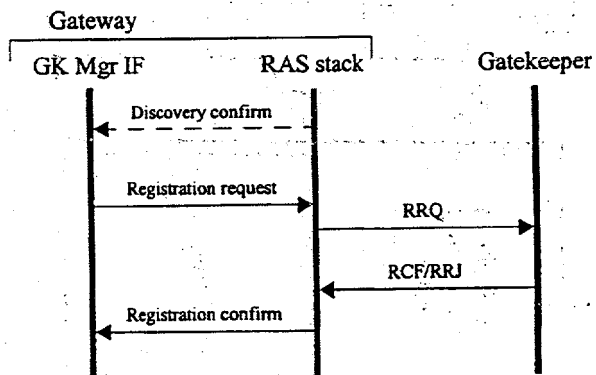 Gateway
GK Mgr IF
RAS stack
Gatekeeper
Discovery confirm
Registration request
RRQ
RCF/RRJ
Registration confirm